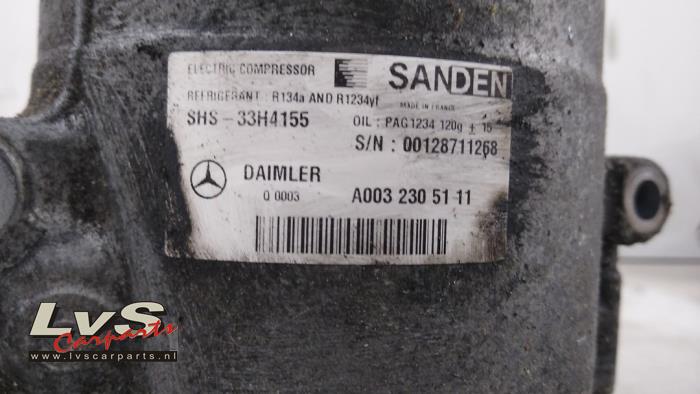 ELECTRIC COMPRESSOR SANDEN
REFRIGERANT : R134a AND R1234yf MADE IN FRANCE
SHS - 33H4155 OIL : PAG1234 120g ± 15
S/N : 00128711268
DAIMLER
Q 0003 A003 230 51 11
LvS
Carparts
www.lvscarparts.nl